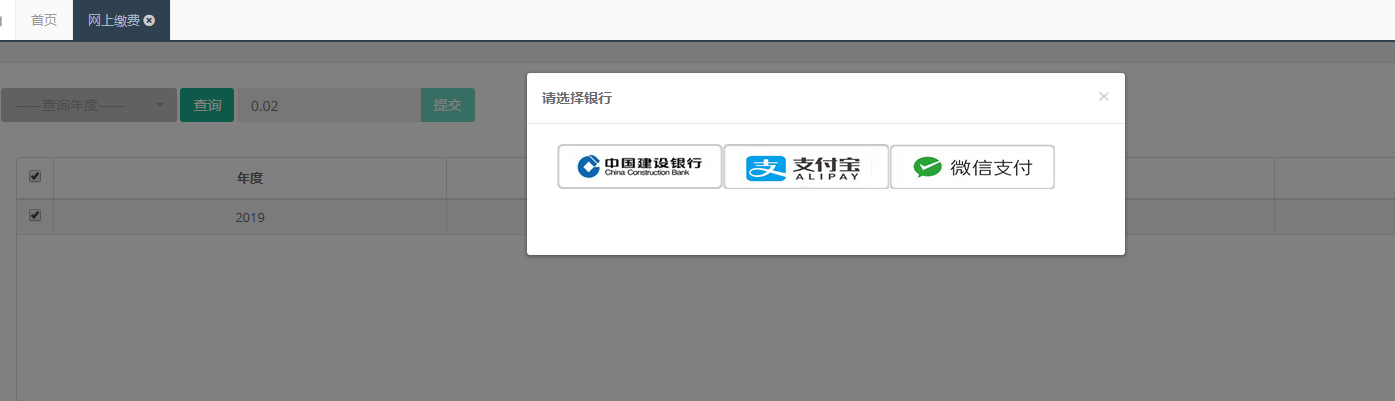 首页
网上缴费
请选择银行
——查询年度——
查询
0.02
提交
中国建设银行
China Construction Bank
支付宝
ALIPAY
微信支付
年度
2019